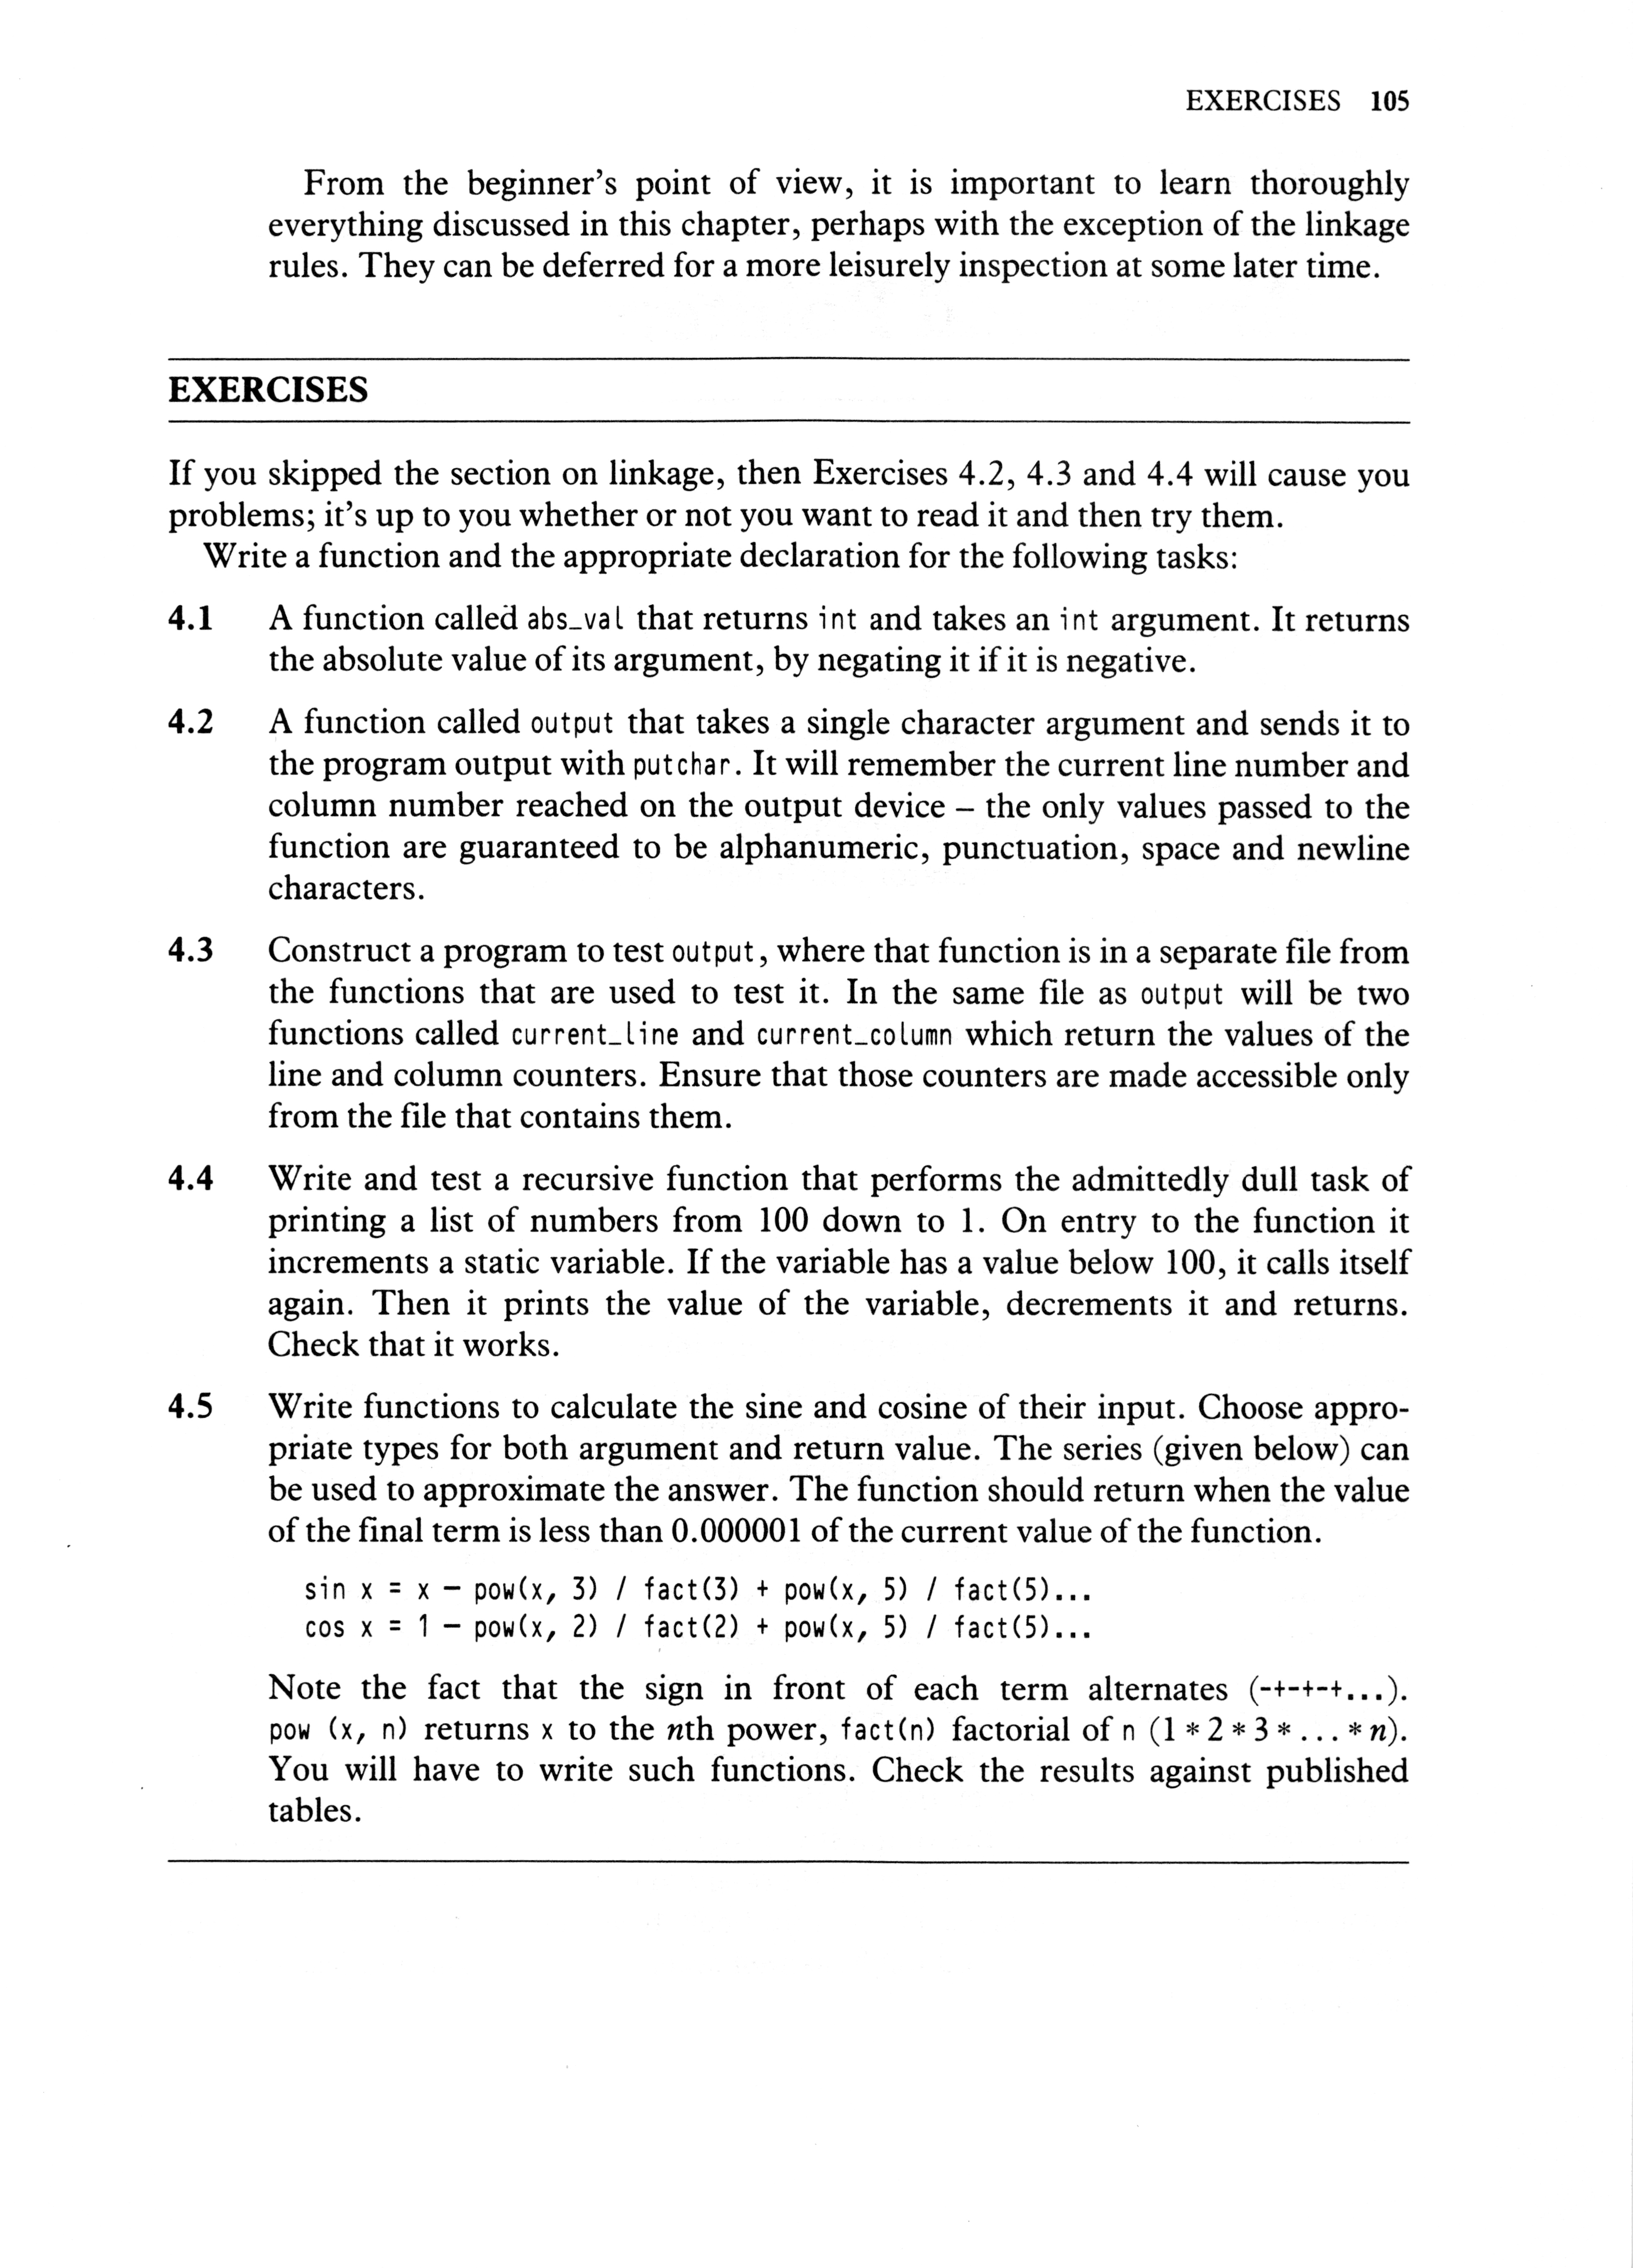 EXERCISES 105
From the beginner's point of view, it is important to learn thoroughly
everything discussed in this chapter, perhaps with the exception of the linkage
rules. They can be deferred for a more leisurely inspection at some later time.
EXERCISES
If you skipped the section on linkage, then Exercises 4.2, 4.3 and 4.4 will cause you
problems; it's up to you whether or not you want to read it and then try them.
Write a function and the appropriate declaration for the following tasks:
4.1 A function called abs_val that returns int and takes an int argument. It returns
the absolute value of its argument, by negating it if it is negative.
4.2 A function called output that takes a single character argument and sends it to
the program output with putchar. It will remember the current line number and
column number reached on the output device – the only values passed to the
function are guaranteed to be alphanumeric, punctuation, space and newline
characters.
4.3 Construct a program to test output, where that function is in a separate file from
the functions that are used to test it. In the same file as output will be two
functions called current_line and current_column which return the values of the
line and column counters. Ensure that those counters are made accessible only
from the file that contains them.
4.4 Write and test a recursive function that performs the admittedly dull task of
printing a list of numbers from 100 down to 1. On entry to the function it
increments a static variable. If the variable has a value below 100, it calls itself
again. Then it prints the value of the variable, decrements it and returns.
Check that it works.
4.5 Write functions to calculate the sine and cosine of their input. Choose appro-
priate types for both argument and return value. The series (given below) can
be used to approximate the answer. The function should return when the value
of the final term is less than 0.000001 of the current value of the function.
sin x = x – pow(x, 3) / fact(3) + pow(x, 5) / fact(5)...
cos x = 1 – pow(x, 2) / fact(2) + pow(x, 5) / fact(5)...
Note the fact that the sign in front of each term alternates (-+-+-+...).
pow (x, n) returns x to the nth power, fact(n) factorial of n (1 * 2 * 3 * ... * n).
You will have to write such functions. Check the results against published
tables.